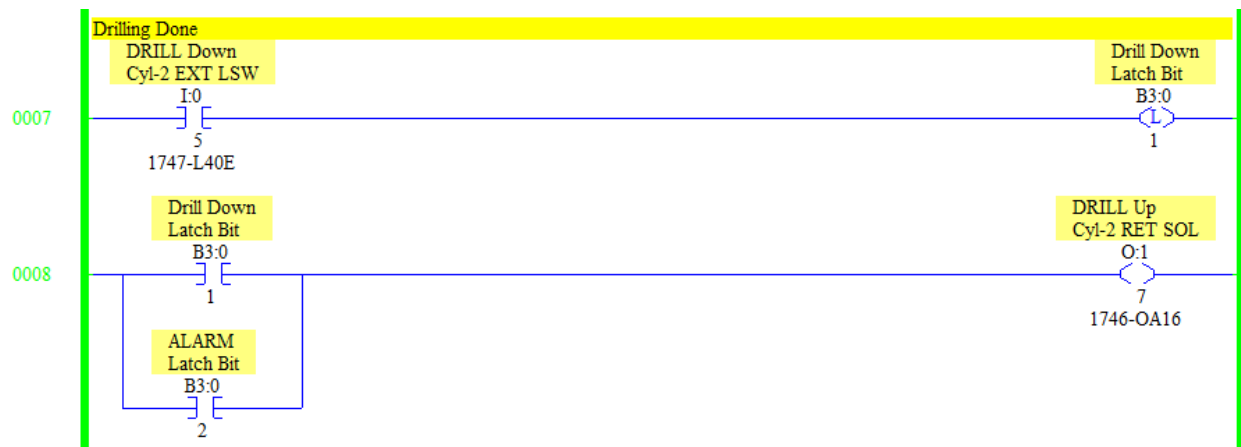 Drilling Done
DRILL Down
Cyl-2 EXT LSW
I:0
5
1747-L40E
Drill Down
Latch Bit
B3:0
L
1
0007
Drill Down
Latch Bit
B3:0
1
DRILL Up
Cyl-2 RET SOL
O:1
7
1746-OA16
0008
ALARM
Latch Bit
B3:0
2